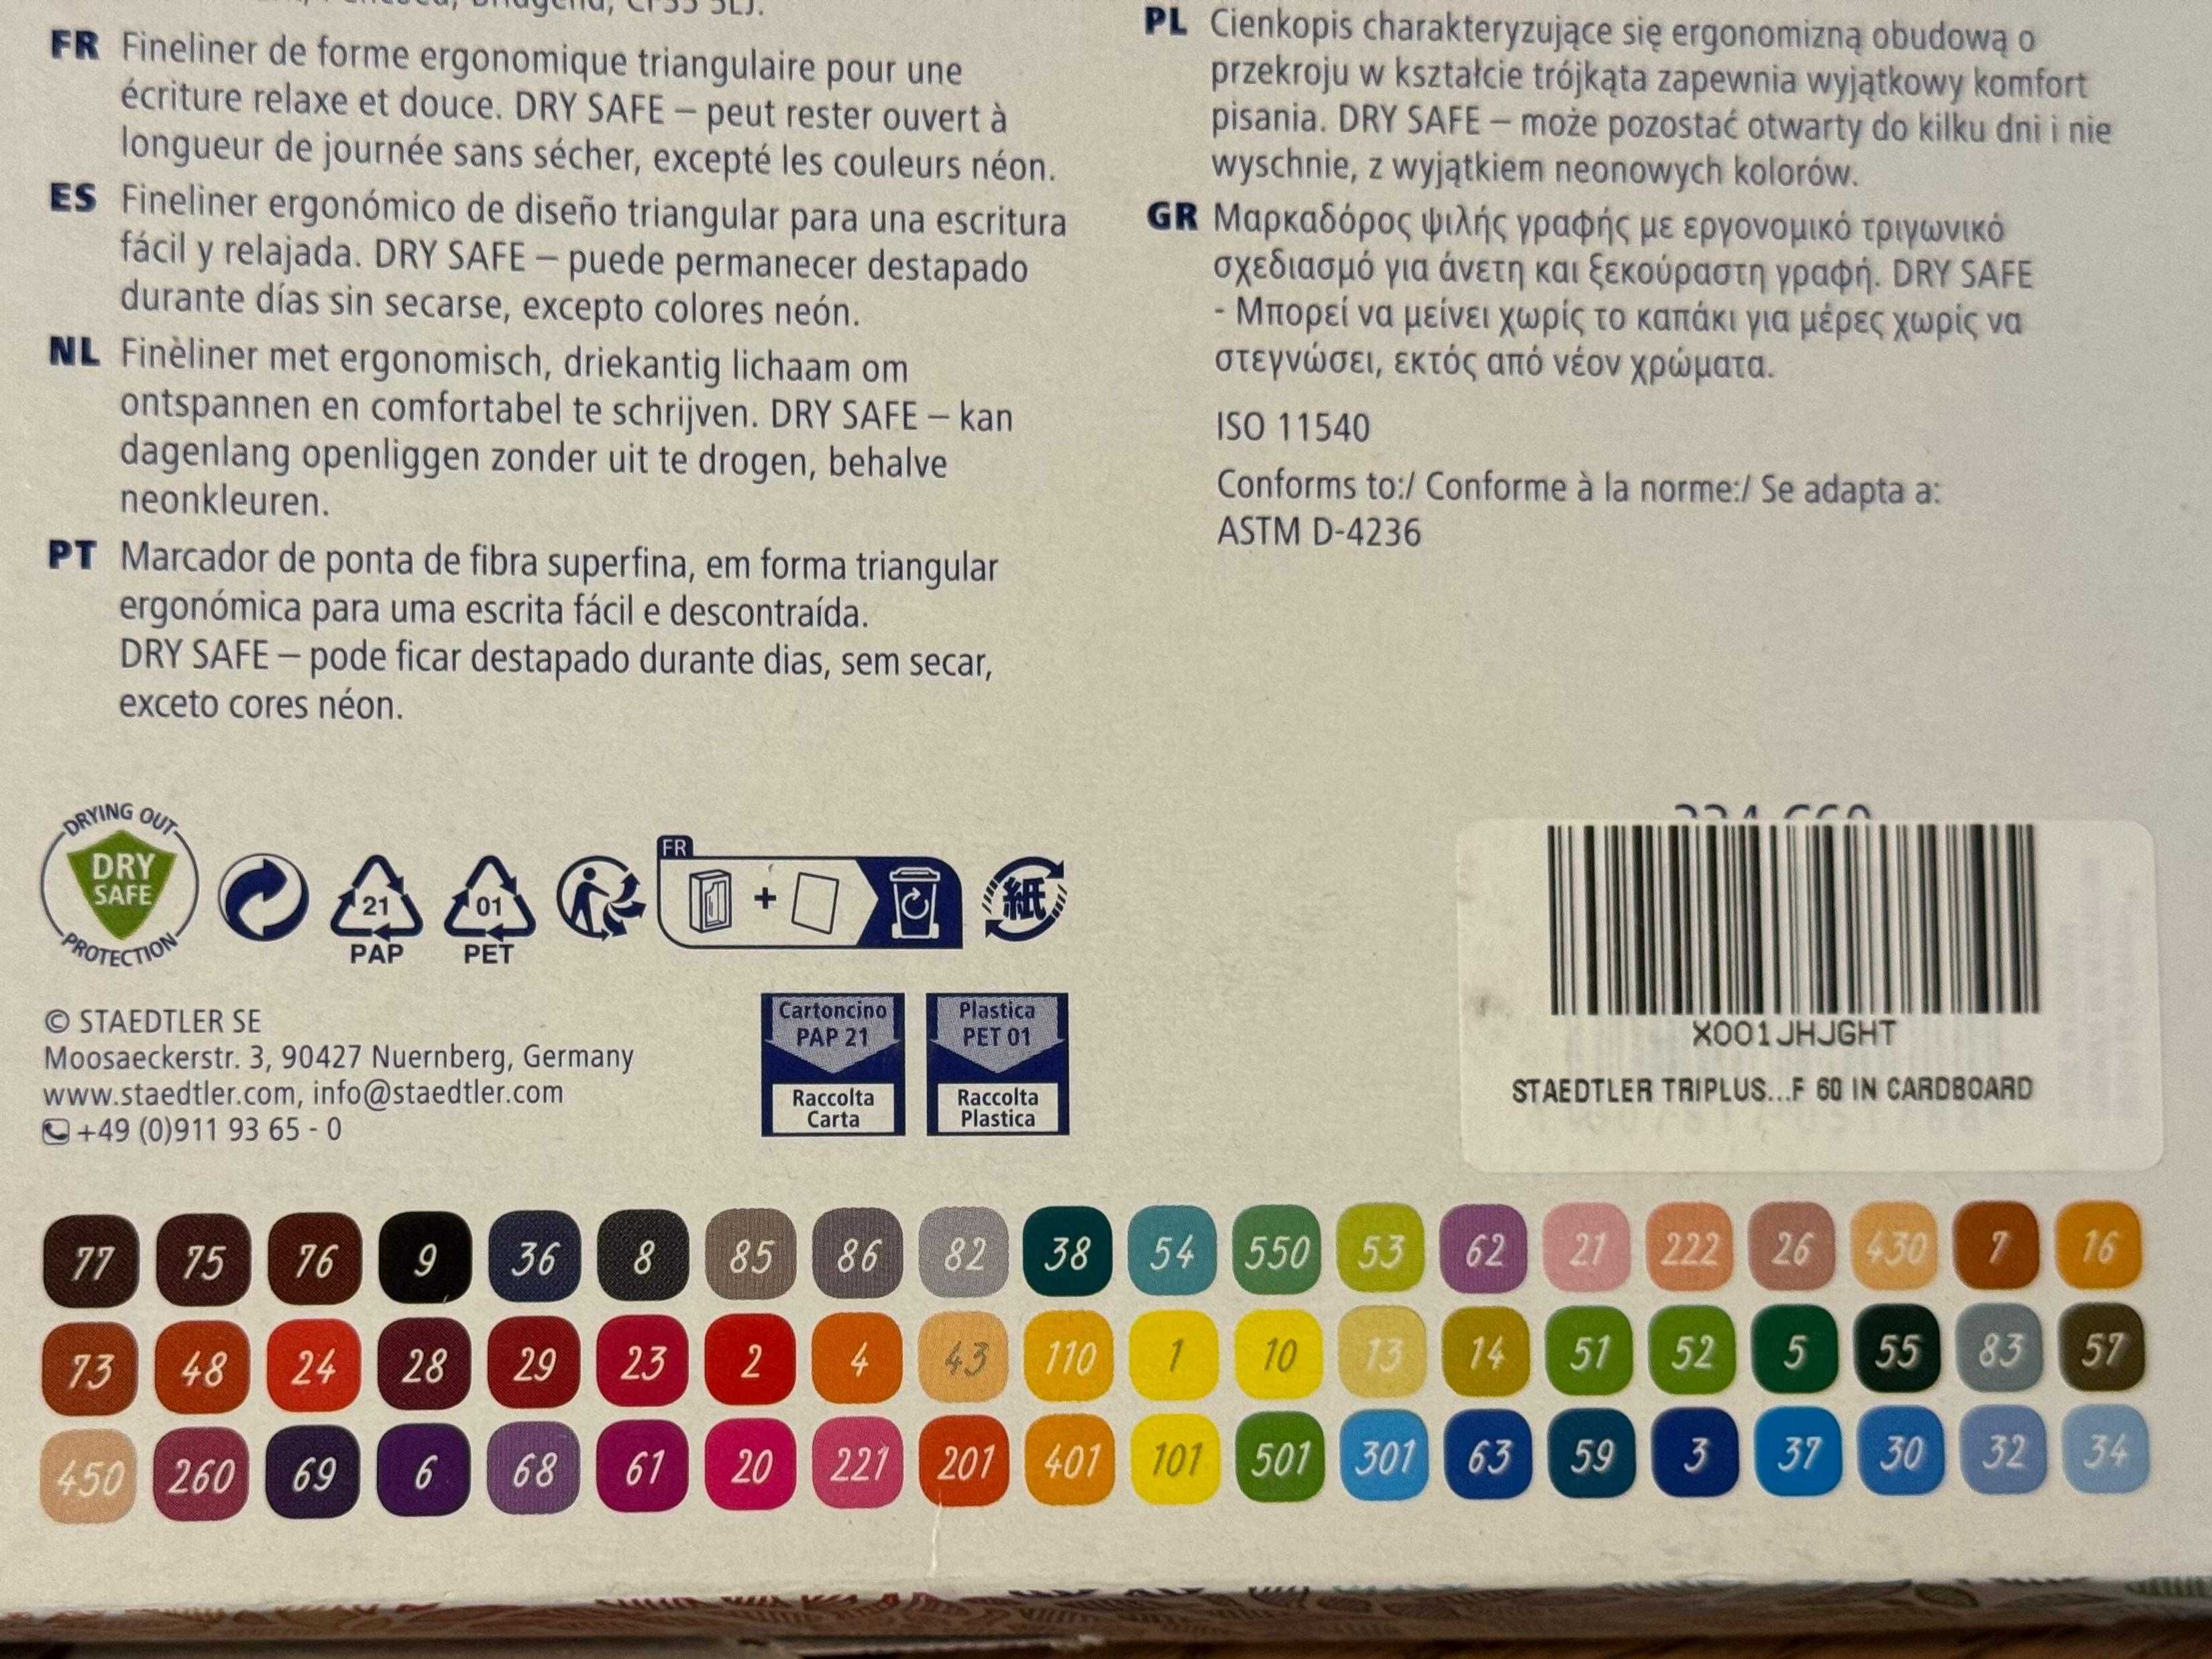 FR Fineliner de forme ergonomique triangulaire pour une
écriture relaxe et douce. DRY SAFE – peut rester ouvert à
longueur de journée sans sécher, excepté les couleurs néon.
ES Fineliner ergonómico de diseño triangular para una escritura
fácil y relajada. DRY SAFE – puede permanecer destapado
durante días sin secarse, excepto colores neón.
NL Finèliner met ergonomisch, driekantig lichaam om
ontspannen en comfortabel te schrijven. DRY SAFE – kan
dagenlang openliggen zonder uit te drogen, behalve
neonkleuren.
PT Marcador de ponta de fibra superfina, em forma triangular
ergonómica para uma escrita fácil e descontraída.
DRY SAFE – pode ficar destapado durante dias, sem secar,
exceto cores néon.
PL Cienkopis charakteryzujące się ergonomizną obudową o
przekroju w kształcie trójkąta zapewnia wyjątkowy komfort
pisania. DRY SAFE – może pozostać otwarty do kilku dni i nie
wyschnie, z wyjątkiem neonowych kolorów.
GR Μαρκαδόρος ψιλής γραφής με εργονομικό τριγωνικό
σχεδιασμό για άνετη και ξεκούραστη γραφή. DRY SAFE
- Μπορεί να μείνει χωρίς το καπάκι για μέρες χωρίς να
στεγνώσει, εκτός από νέον χρώματα.
ISO 11540
Conforms to:/ Conforme à la norme:/ Se adapta a:
ASTM D-4236
DRYING OUT
DRY
SAFE
PROTECTION
21
PAP
01
PET
FR
+
紙
© STAEDTLER SE
Moosaeckerstr. 3, 90427 Nuernberg, Germany
www.staedtler.com, info@staedtler.com
+49 (0)911 93 65 - 0
Cartoncino
PAP 21
Raccolta
Carta
Plastica
PET 01
Raccolta
Plastica
X001JHJGHT
STAEDTLER TRIPLUS...F 60 IN CARDBOARD
77 75 76 9 36 8 85 86 82 38 54 550 53 62 21 222 26 430 7 16
73 48 24 28 29 23 2 4 43 110 1 10 13 14 51 52 5 55 83 57
450 260 69 6 68 61 20 221 201 401 101 501 301 63 59 3 37 30 32 34